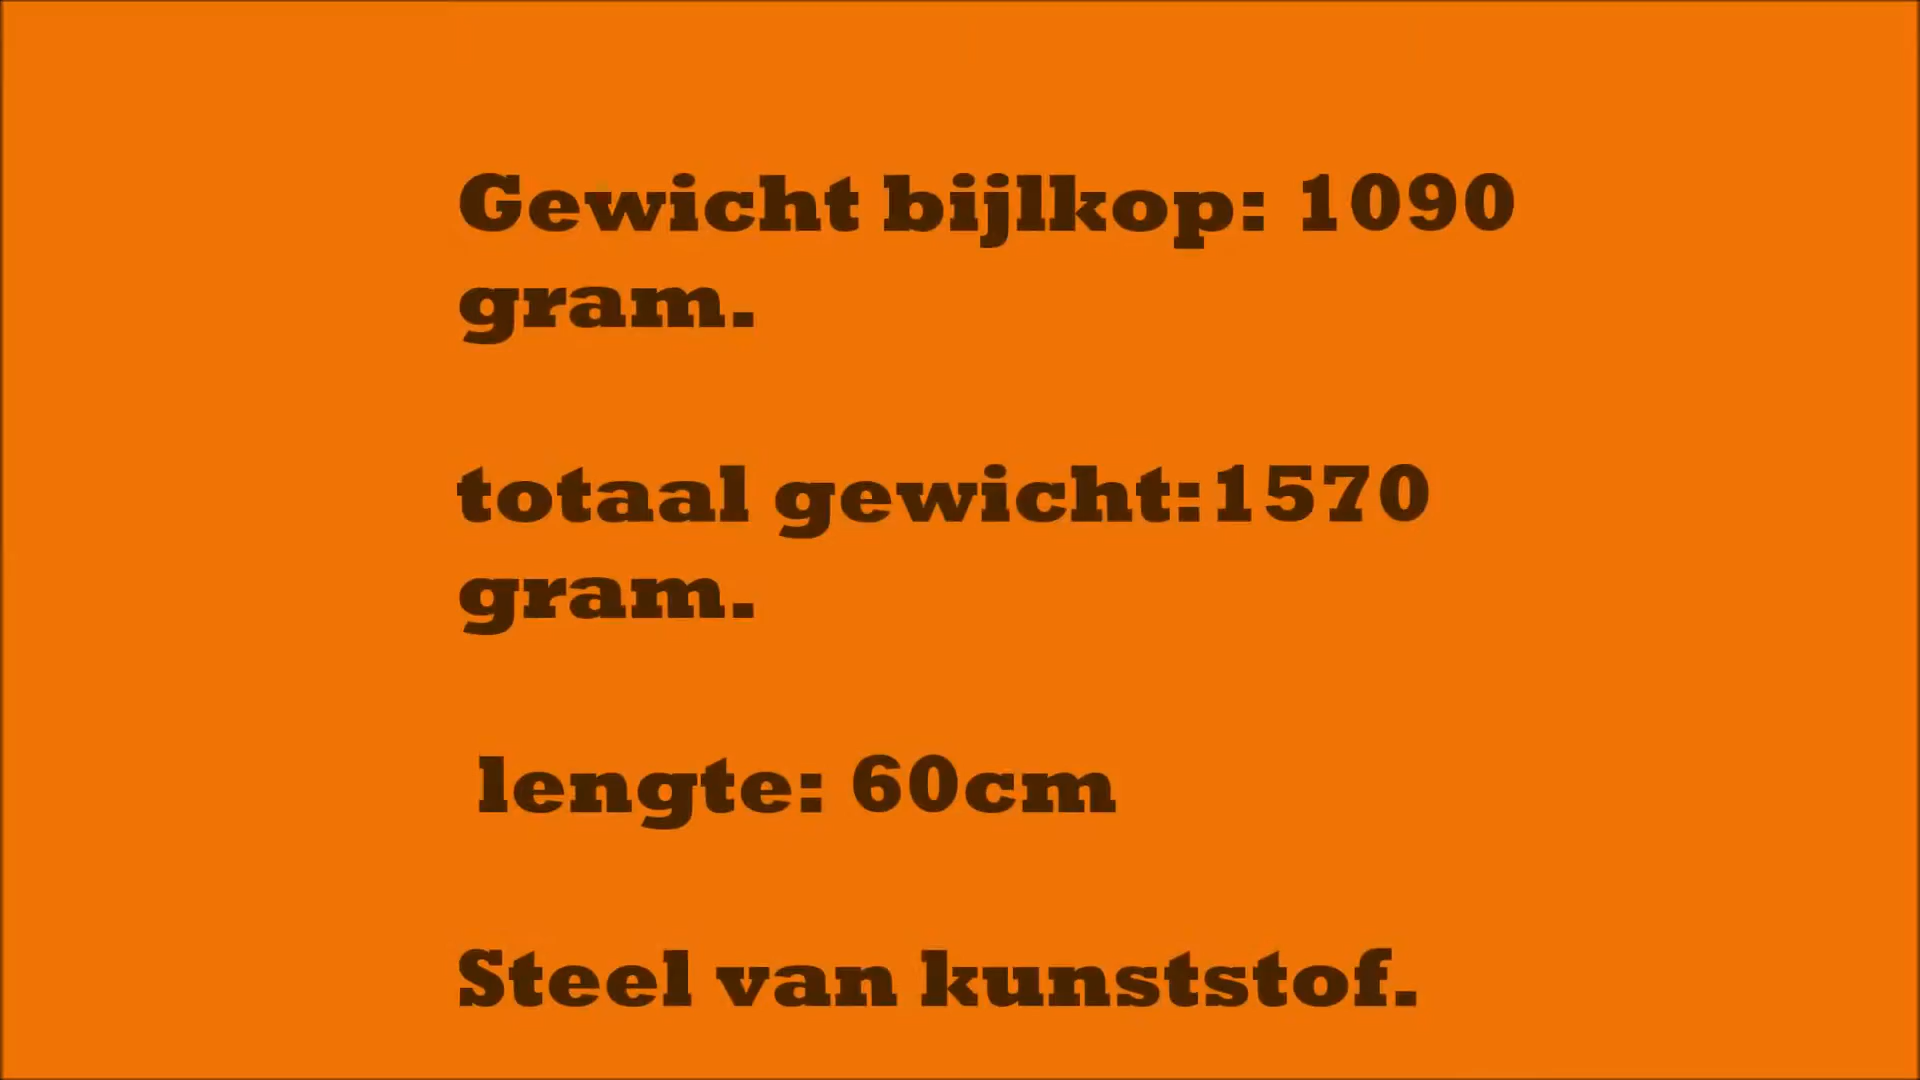 Gewicht bijlkop: 1090
gram.
totaal gewicht:1570
gram.
lengte: 60cm
Steel van kunststof.